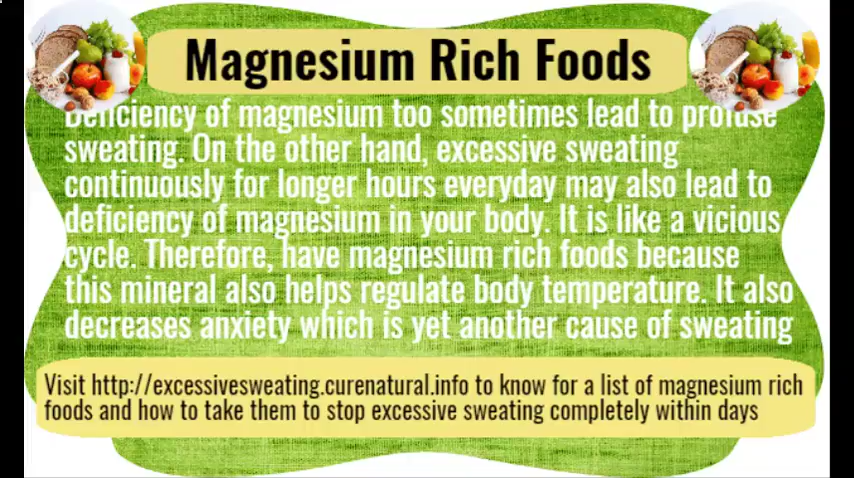 Magnesium Rich Foods
Deficiency of magnesium too sometimes lead to profuse
sweating. On the other hand, excessive sweating
continuously for longer hours everyday may also lead to
deficiency of magnesium in your body. It is like a vicious
cycle. Therefore, have magnesium rich foods because
this mineral also helps regulate body temperature. It also
decreases anxiety which is yet another cause of sweating
Visit http://excessivesweating.curenatural.info to know for a list of magnesium rich
foods and how to take them to stop excessive sweating completely within days